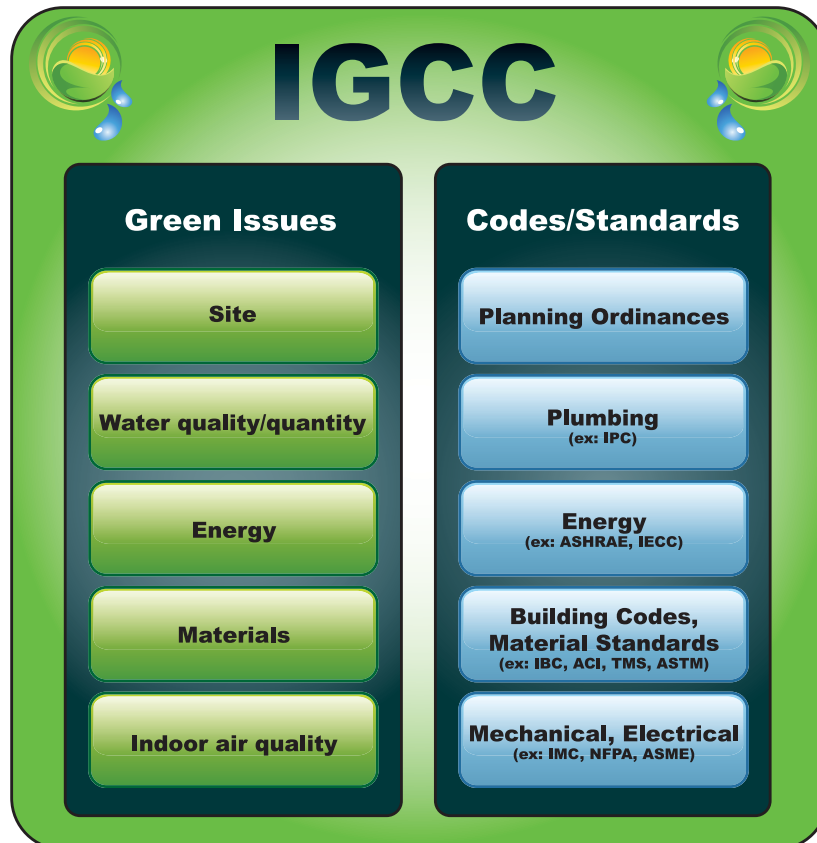 IGCC
Green Issues
Site
Water quality/quantity
Energy
Materials
Indoor air quality
Codes/Standards
Planning Ordinances
Plumbing
(ex: IPC)
Energy
(ex: ASHRAE, IECC)
Building Codes,
Material Standards
(ex: IBC, ACI, TMS, ASTM)
Mechanical, Electrical
(ex: IMC, NFPA, ASME)